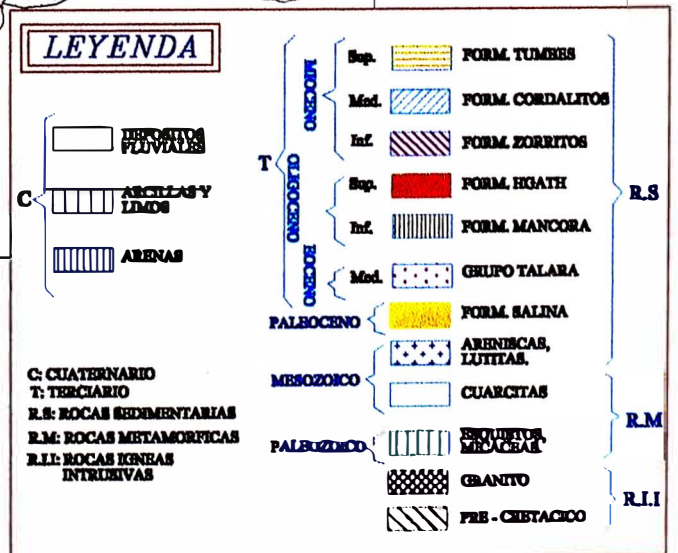 LEYENDA
C
DEPOSITOS
FLUVIALES
ARCILLAS Y
LIMOS
ARENAS
T
MIOCENO
Sup.
FORM. TUMBES
Med.
FORM. CORDALITOS
Inf.
FORM. ZORRITOS
OLIGOCENO
Sup.
FORM. HGATH
Inf.
FORM. MANCORA
EOCENO
Med.
GRUPO TALARA
PALEOCENO
FORM. SALINA
MESOZOICO
ARENISCAS,
LUTITAS.
CUARCITAS
PALEOZOICO
ESQUISTOS,
MICACEAS.
GRANITO
PRE - CRETACICO
R.S
R.M
R.I.I
C: CUATERNARIO
T: TERCIARIO
R.S: ROCAS SEDIMENTARIAS
R.M: ROCAS METAMORFICAS
R.I.I: ROCAS IGNEAS
INTRUSIVAS